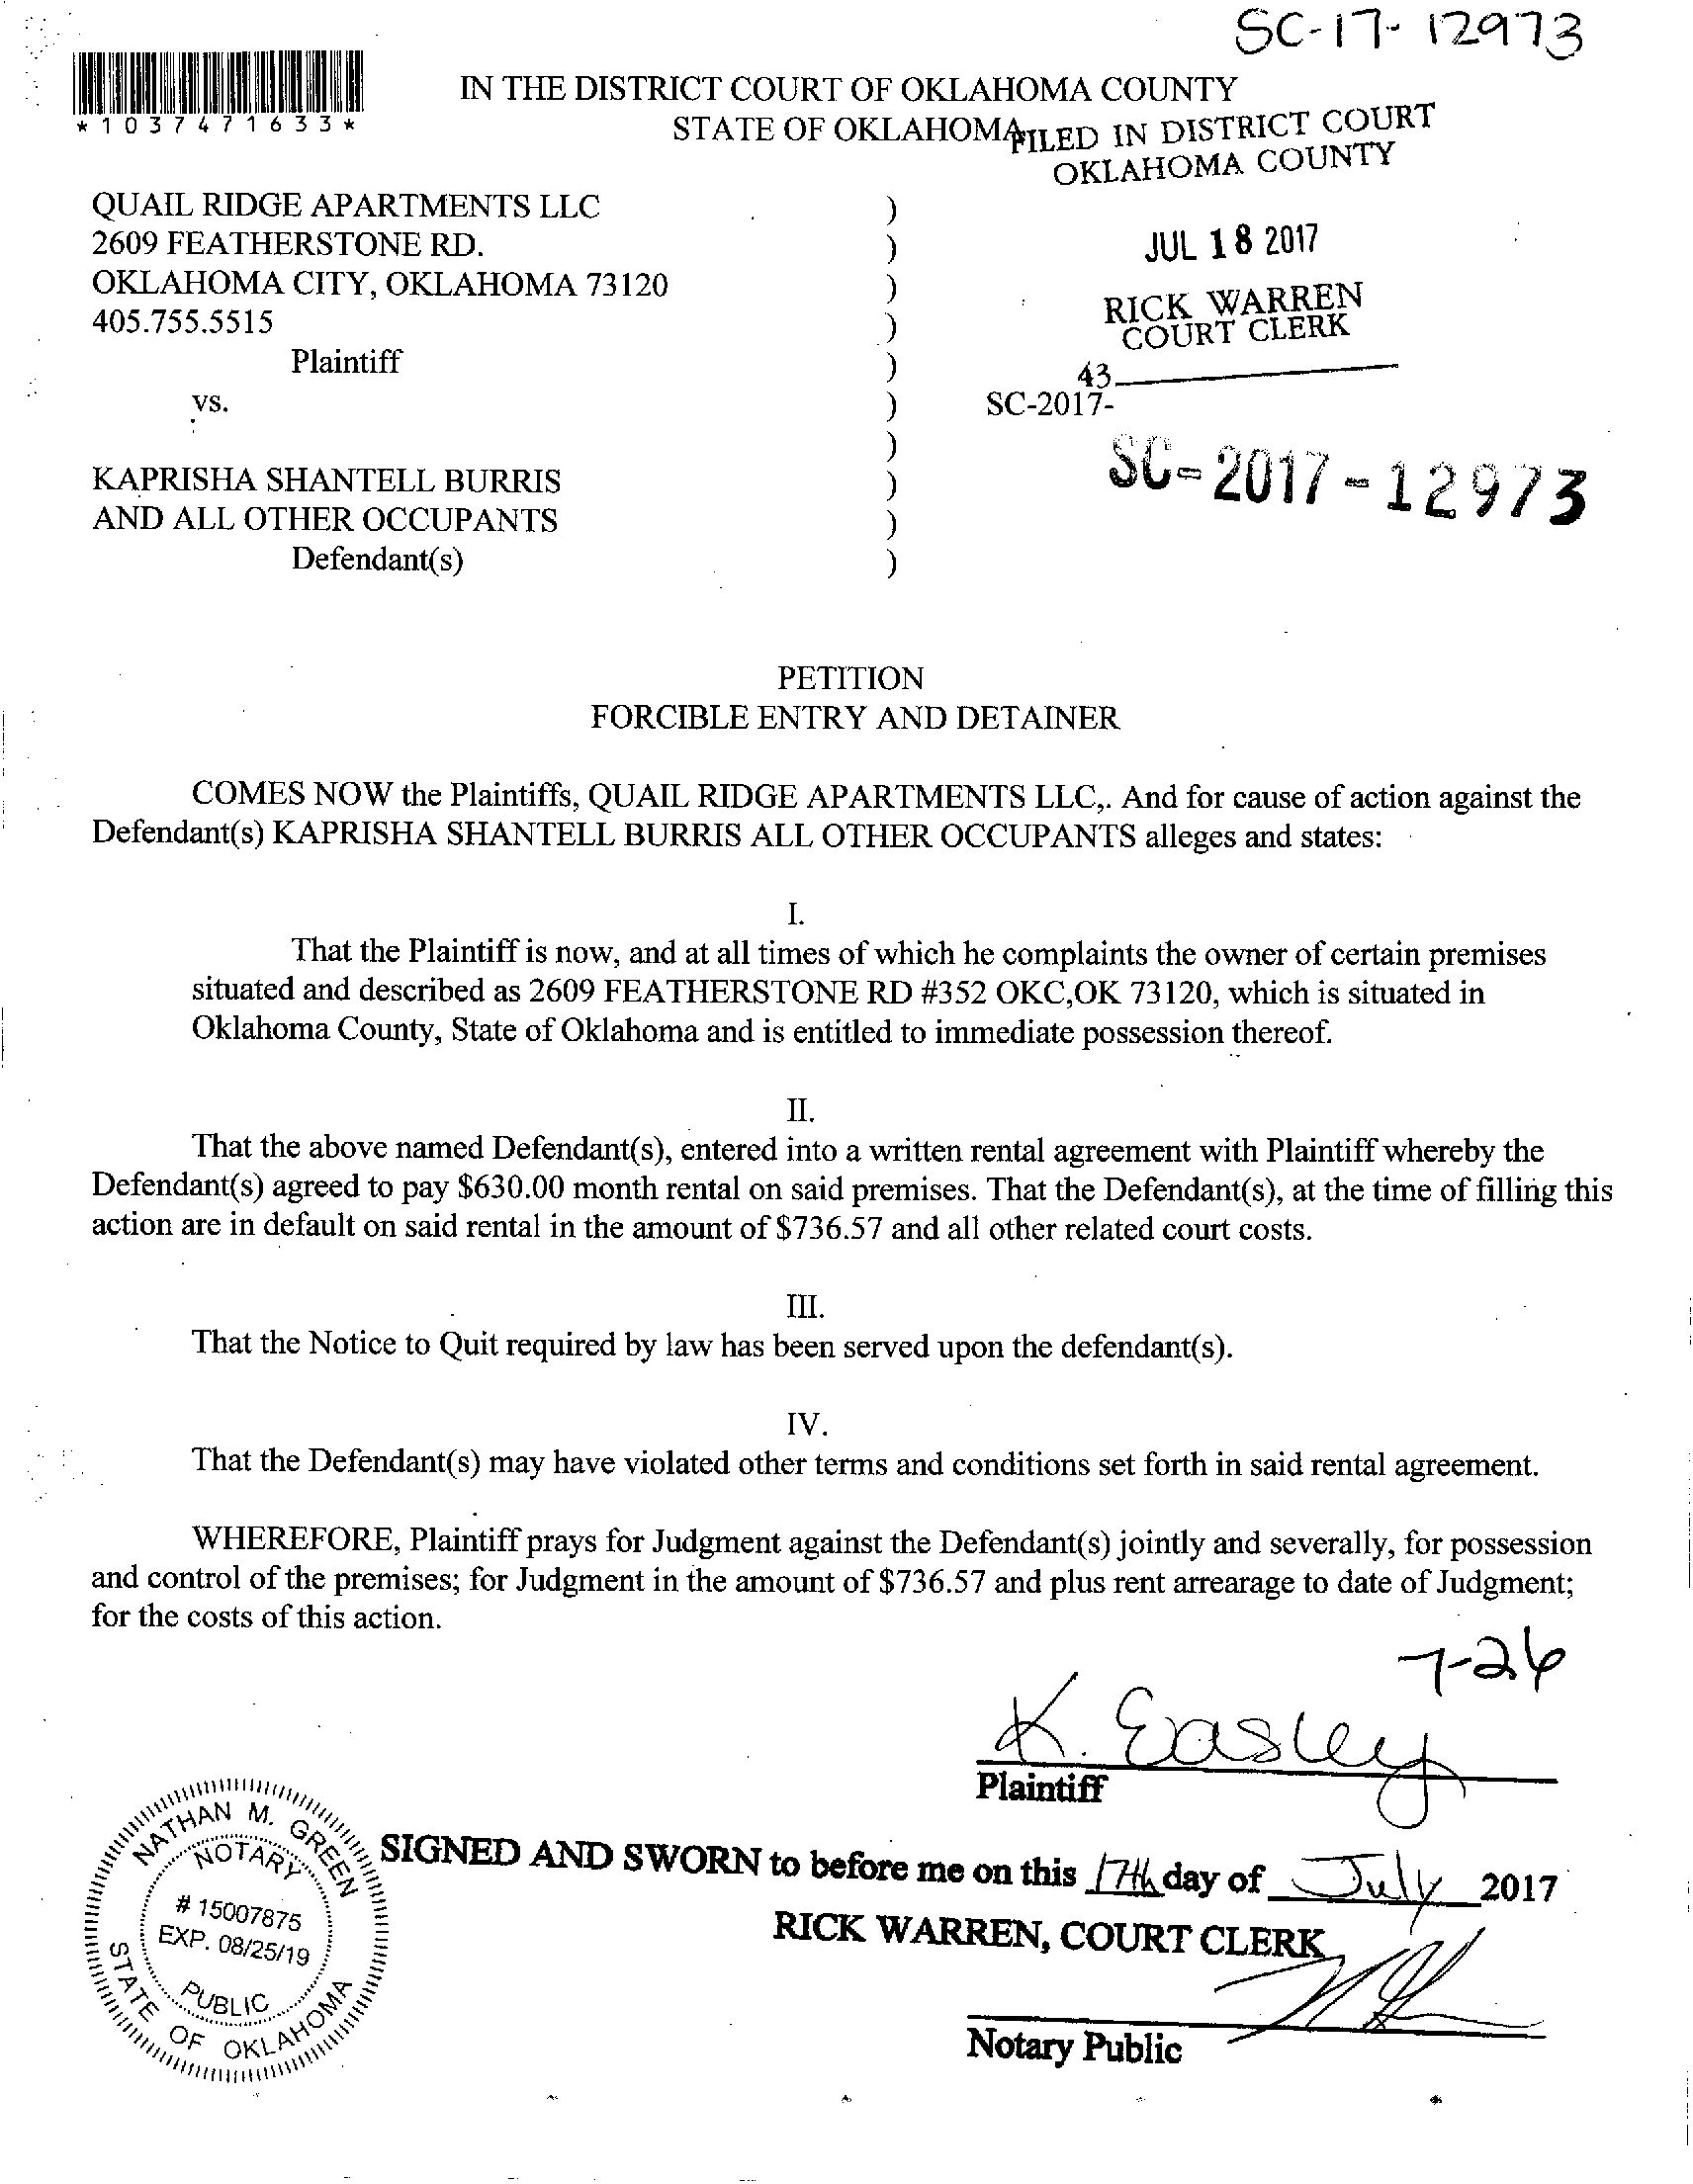 SC-17-12973
*1037471633*
IN THE DISTRICT COURT OF OKLAHOMA COUNTY
STATE OF OKLAHOMA
FILED IN DISTRICT COURT
OKLAHOMA COUNTY
QUAIL RIDGE APARTMENTS LLC )
2609 FEATHERSTONE RD. )
JUL 18 2017
OKLAHOMA CITY, OKLAHOMA 73120 )
405.755.5515 )
RICK WARREN
COURT CLERK
Plaintiff )
43
vs. ) SC-2017-
)
SC-2017-12973
KAPRISHA SHANTELL BURRIS )
AND ALL OTHER OCCUPANTS )
Defendant(s) )
PETITION
FORCIBLE ENTRY AND DETAINER
COMES NOW the Plaintiffs, QUAIL RIDGE APARTMENTS LLC,. And for cause of action against the
Defendant(s) KAPRISHA SHANTELL BURRIS ALL OTHER OCCUPANTS alleges and states:
I.
That the Plaintiff is now, and at all times of which he complaints the owner of certain premises
situated and described as 2609 FEATHERSTONE RD #352 OKC,OK 73120, which is situated in
Oklahoma County, State of Oklahoma and is entitled to immediate possession thereof.
II.
That the above named Defendant(s), entered into a written rental agreement with Plaintiff whereby the
Defendant(s) agreed to pay $630.00 month rental on said premises. That the Defendant(s), at the time of filling this
action are in default on said rental in the amount of $736.57 and all other related court costs.
III.
That the Notice to Quit required by law has been served upon the defendant(s).
IV.
That the Defendant(s) may have violated other terms and conditions set forth in said rental agreement.
WHEREFORE, Plaintiff prays for Judgment against the Defendant(s) jointly and severally, for possession
and control of the premises; for Judgment in the amount of $736.57 and plus rent arrearage to date of Judgment;
for the costs of this action.
7-26
K. Easley
Plaintiff
SIGNED AND SWORN to before me on this 17th day of July 2017
RICK WARREN, COURT CLERK
Notary Public
NATHAN M. GREEN
NOTARY
# 15007875
EXP. 08/25/19
PUBLIC
STATE OF OKLAHOMA